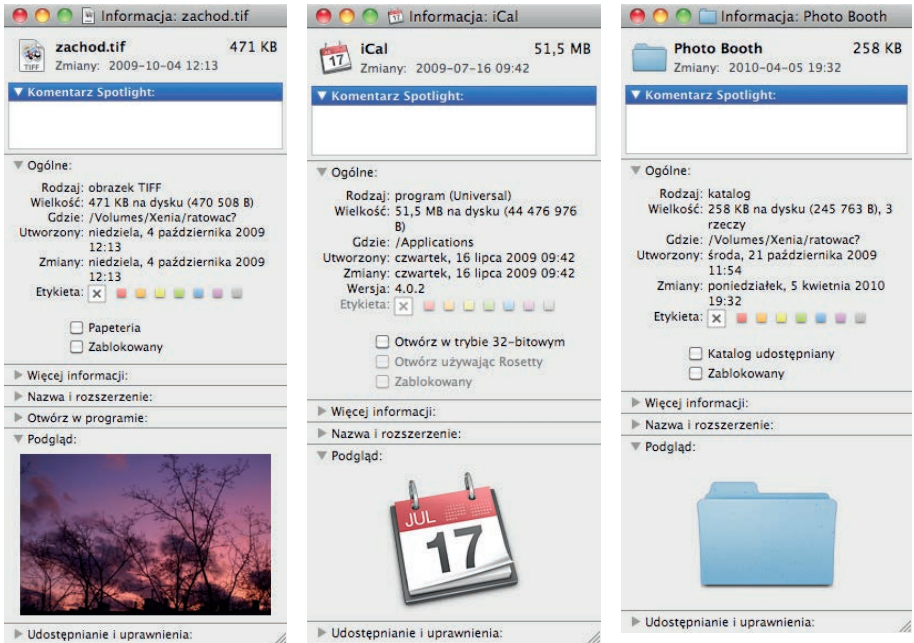 Informacja: zachod.tif
zachod.tif 471 KB
Zmiany: 2009-10-04 12:13
TIFF
Komentarz Spotlight:
Ogólne:
Rodzaj: obrazek TIFF
Wielkość: 471 KB na dysku (470 508 B)
Gdzie: /Volumes/Xenia/ratowac?
Utworzony: niedziela, 4 października 2009
12:13
Zmiany: niedziela, 4 października 2009
12:13
Etykieta:
Papeteria
Zablokowany
Więcej informacji:
Nazwa i rozszerzenie:
Otwórz w programie:
Podgląd:
Udostępnianie i uprawnienia:
Informacja: iCal
iCal 51,5 MB
Zmiany: 2009-07-16 09:42
17
Komentarz Spotlight:
Ogólne:
Rodzaj: program (Universal)
Wielkość: 51,5 MB na dysku (44 476 976
B)
Gdzie: /Applications
Utworzony: czwartek, 16 lipca 2009 09:42
Zmiany: czwartek, 16 lipca 2009 09:42
Wersja: 4.0.2
Etykieta:
Otwórz w trybie 32-bitowym
Otwórz używając Rosetty
Zablokowany
Więcej informacji:
Nazwa i rozszerzenie:
Podgląd:
JUL
17
Udostępnianie i uprawnienia:
Informacja: Photo Booth
Photo Booth 258 KB
Zmiany: 2010-04-05 19:32
Komentarz Spotlight:
Ogólne:
Rodzaj: katalog
Wielkość: 258 KB na dysku (245 763 B), 3
rzeczy
Gdzie: /Volumes/Xenia/ratowac?
Utworzony: środa, 21 października 2009
11:54
Zmiany: poniedziałek, 5 kwietnia 2010
19:32
Etykieta:
Katalog udostępniany
Zablokowany
Więcej informacji:
Nazwa i rozszerzenie:
Podgląd:
Udostępnianie i uprawnienia: